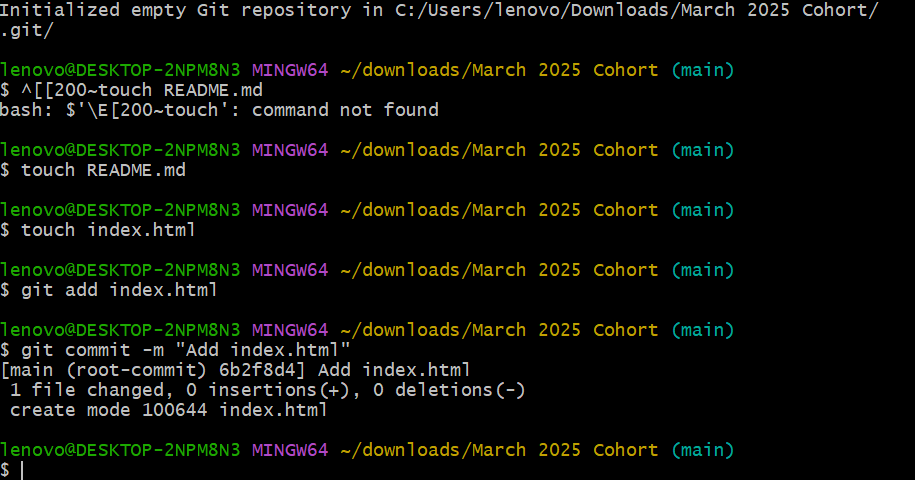 Initialized empty Git repository in C:/Users/lenovo/Downloads/March 2025 Cohort/
.git/
lenovo@DESKTOP-2NPM8N3 MINGW64 ~/downloads/March 2025 Cohort (main)
$ ^[[200~touch README.md
bash: $'\E[200~touch': command not found
lenovo@DESKTOP-2NPM8N3 MINGW64 ~/downloads/March 2025 Cohort (main)
$ touch README.md
lenovo@DESKTOP-2NPM8N3 MINGW64 ~/downloads/March 2025 Cohort (main)
$ touch index.html
lenovo@DESKTOP-2NPM8N3 MINGW64 ~/downloads/March 2025 Cohort (main)
$ git add index.html
lenovo@DESKTOP-2NPM8N3 MINGW64 ~/downloads/March 2025 Cohort (main)
$ git commit -m "Add index.html"
[main (root-commit) 6b2f8d4] Add index.html
 1 file changed, 0 insertions(+), 0 deletions(-)
 create mode 100644 index.html
lenovo@DESKTOP-2NPM8N3 MINGW64 ~/downloads/March 2025 Cohort (main)
$